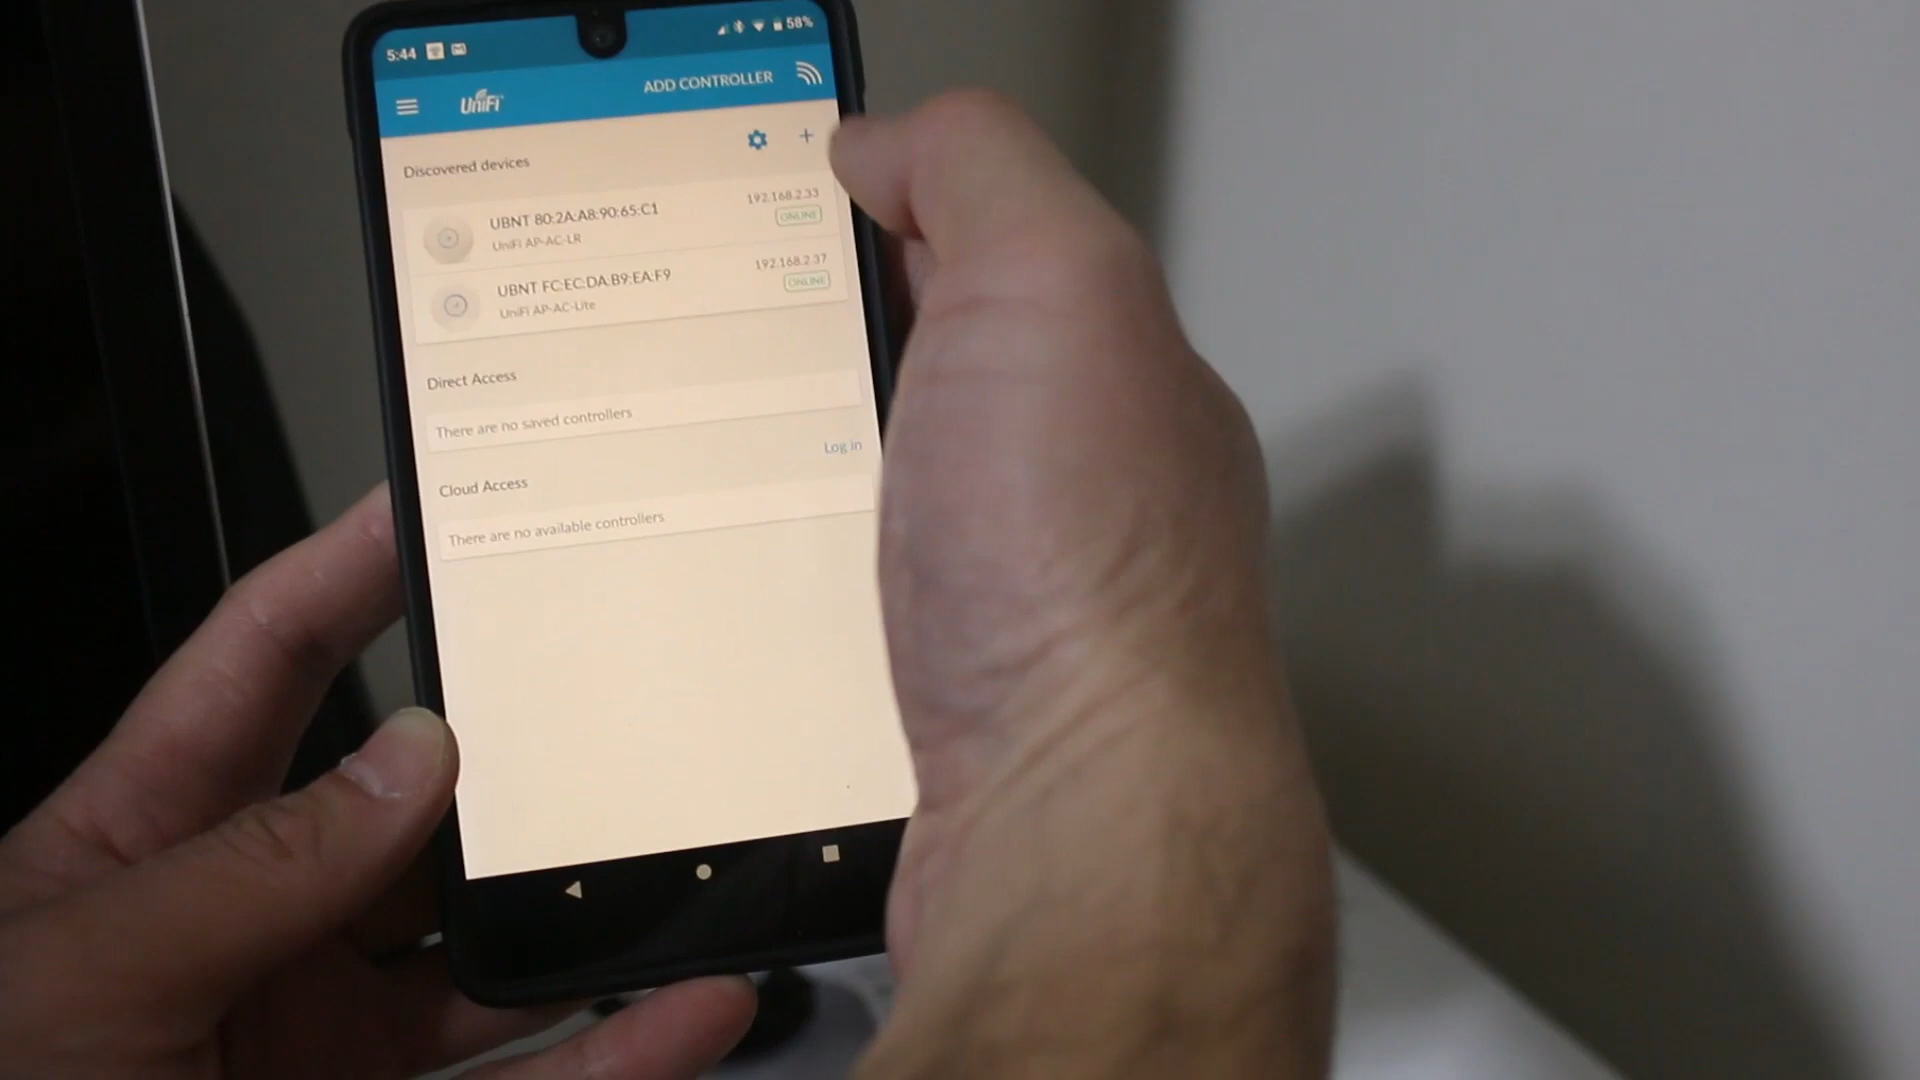 5:44
58%
UniFi
ADD CONTROLLER
Discovered devices
UBNT 80:2A:A8:90:65:C1
192.168.2.33
UniFi AP-AC-LR
ONLINE
UBNT FC:EC:DA:B9:EA:F9
192.168.2.37
UniFi AP-AC-Lite
ONLINE
Direct Access
There are no saved controllers
Log in
Cloud Access
There are no available controllers